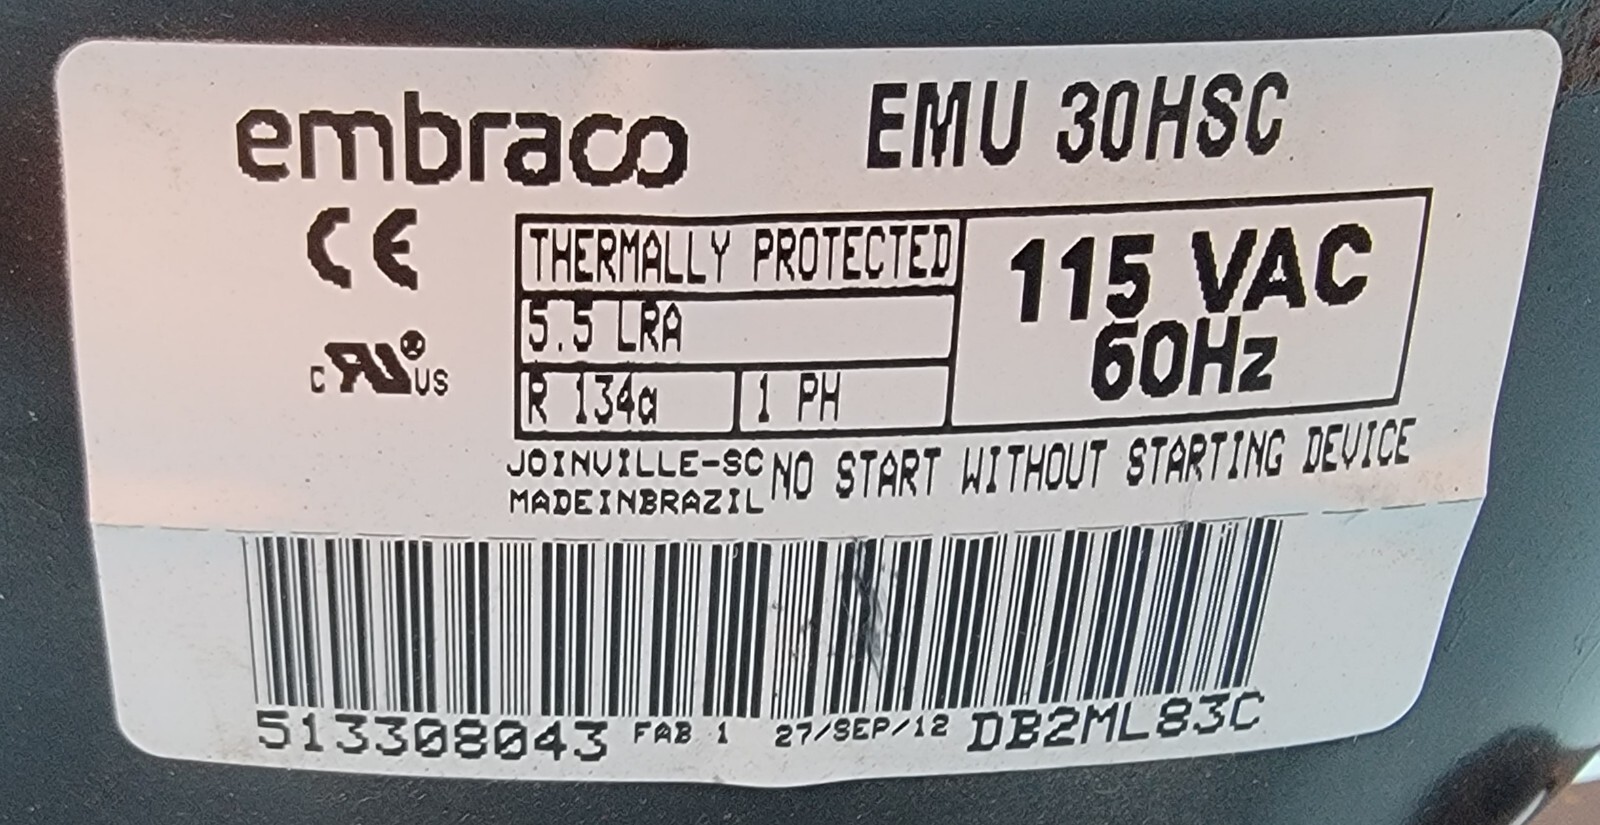 embraco EMU 30HSC
CE
THERMALLY PROTECTED
5.5 LRA
R 134a 1 PH
115 VAC
60Hz
c RU US
JOINVILLE-SC
MADEINBRAZIL
NO START WITHOUT STARTING DEVICE
513308043 FAB 1 27/SEP/12 DB2ML83C